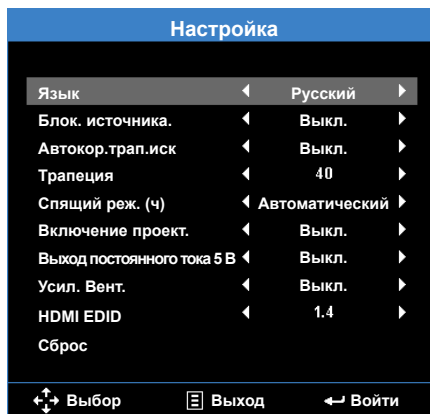 Настройка
Язык Русский
Блок. источника. Выкл.
Автокор.трап.иск Выкл.
Трапеция 40
Спящий реж. (ч) Автоматический
Включение проект. Выкл.
Выход постоянного тока 5 В Выкл.
Усил. Вент. Выкл.
HDMI EDID 1.4
Сброс
Выбор Выход Войти